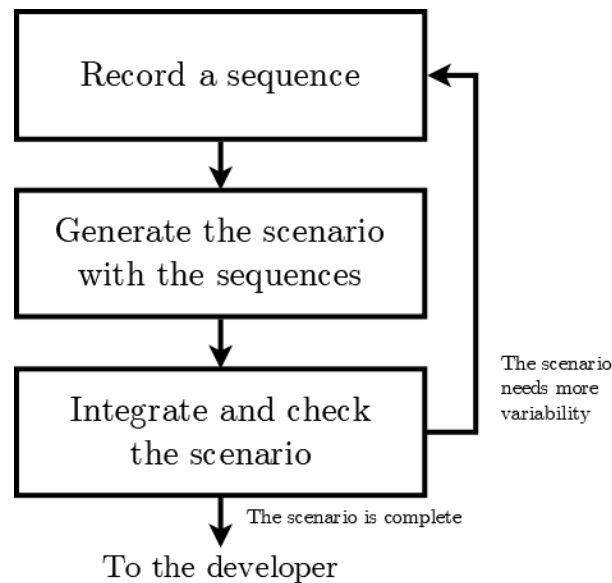 Record a sequence
Generate the scenario
with the sequences
Integrate and check
the scenario
The scenario
needs more
variability
The scenario is complete
To the developer